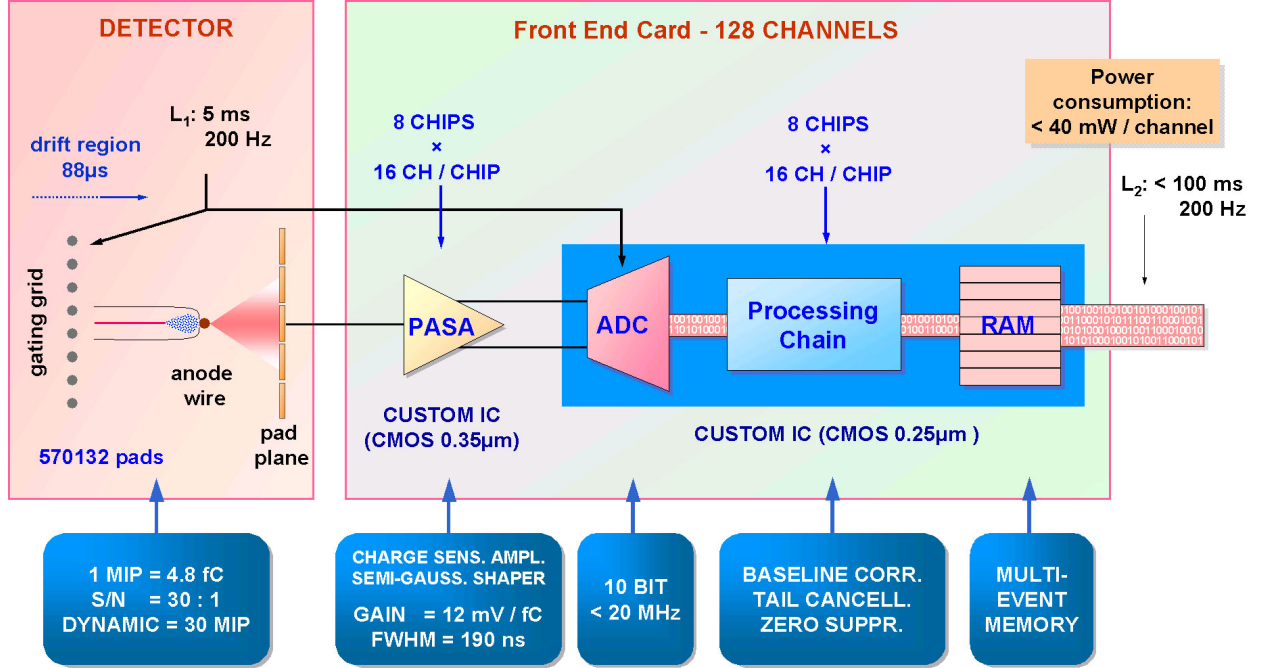 DETECTOR
Front End Card - 128 CHANNELS
Power
consumption:
< 40 mW / channel
L1: 5 ms
200 Hz
drift region
88µs
8 CHIPS
×
16 CH / CHIP
8 CHIPS
×
16 CH / CHIP
L2: < 100 ms
200 Hz
gating grid
anode
wire
pad
plane
570132 pads
PASA
ADC
Processing
Chain
RAM
CUSTOM IC
(CMOS 0.35µm)
CUSTOM IC (CMOS 0.25µm )
1 MIP = 4.8 fC
S/N = 30 : 1
DYNAMIC = 30 MIP
CHARGE SENS. AMPL.
SEMI-GAUSS. SHAPER
GAIN = 12 mV / fC
FWHM = 190 ns
10 BIT
< 20 MHz
BASELINE CORR.
TAIL CANCELL.
ZERO SUPPR.
MULTI-
EVENT
MEMORY